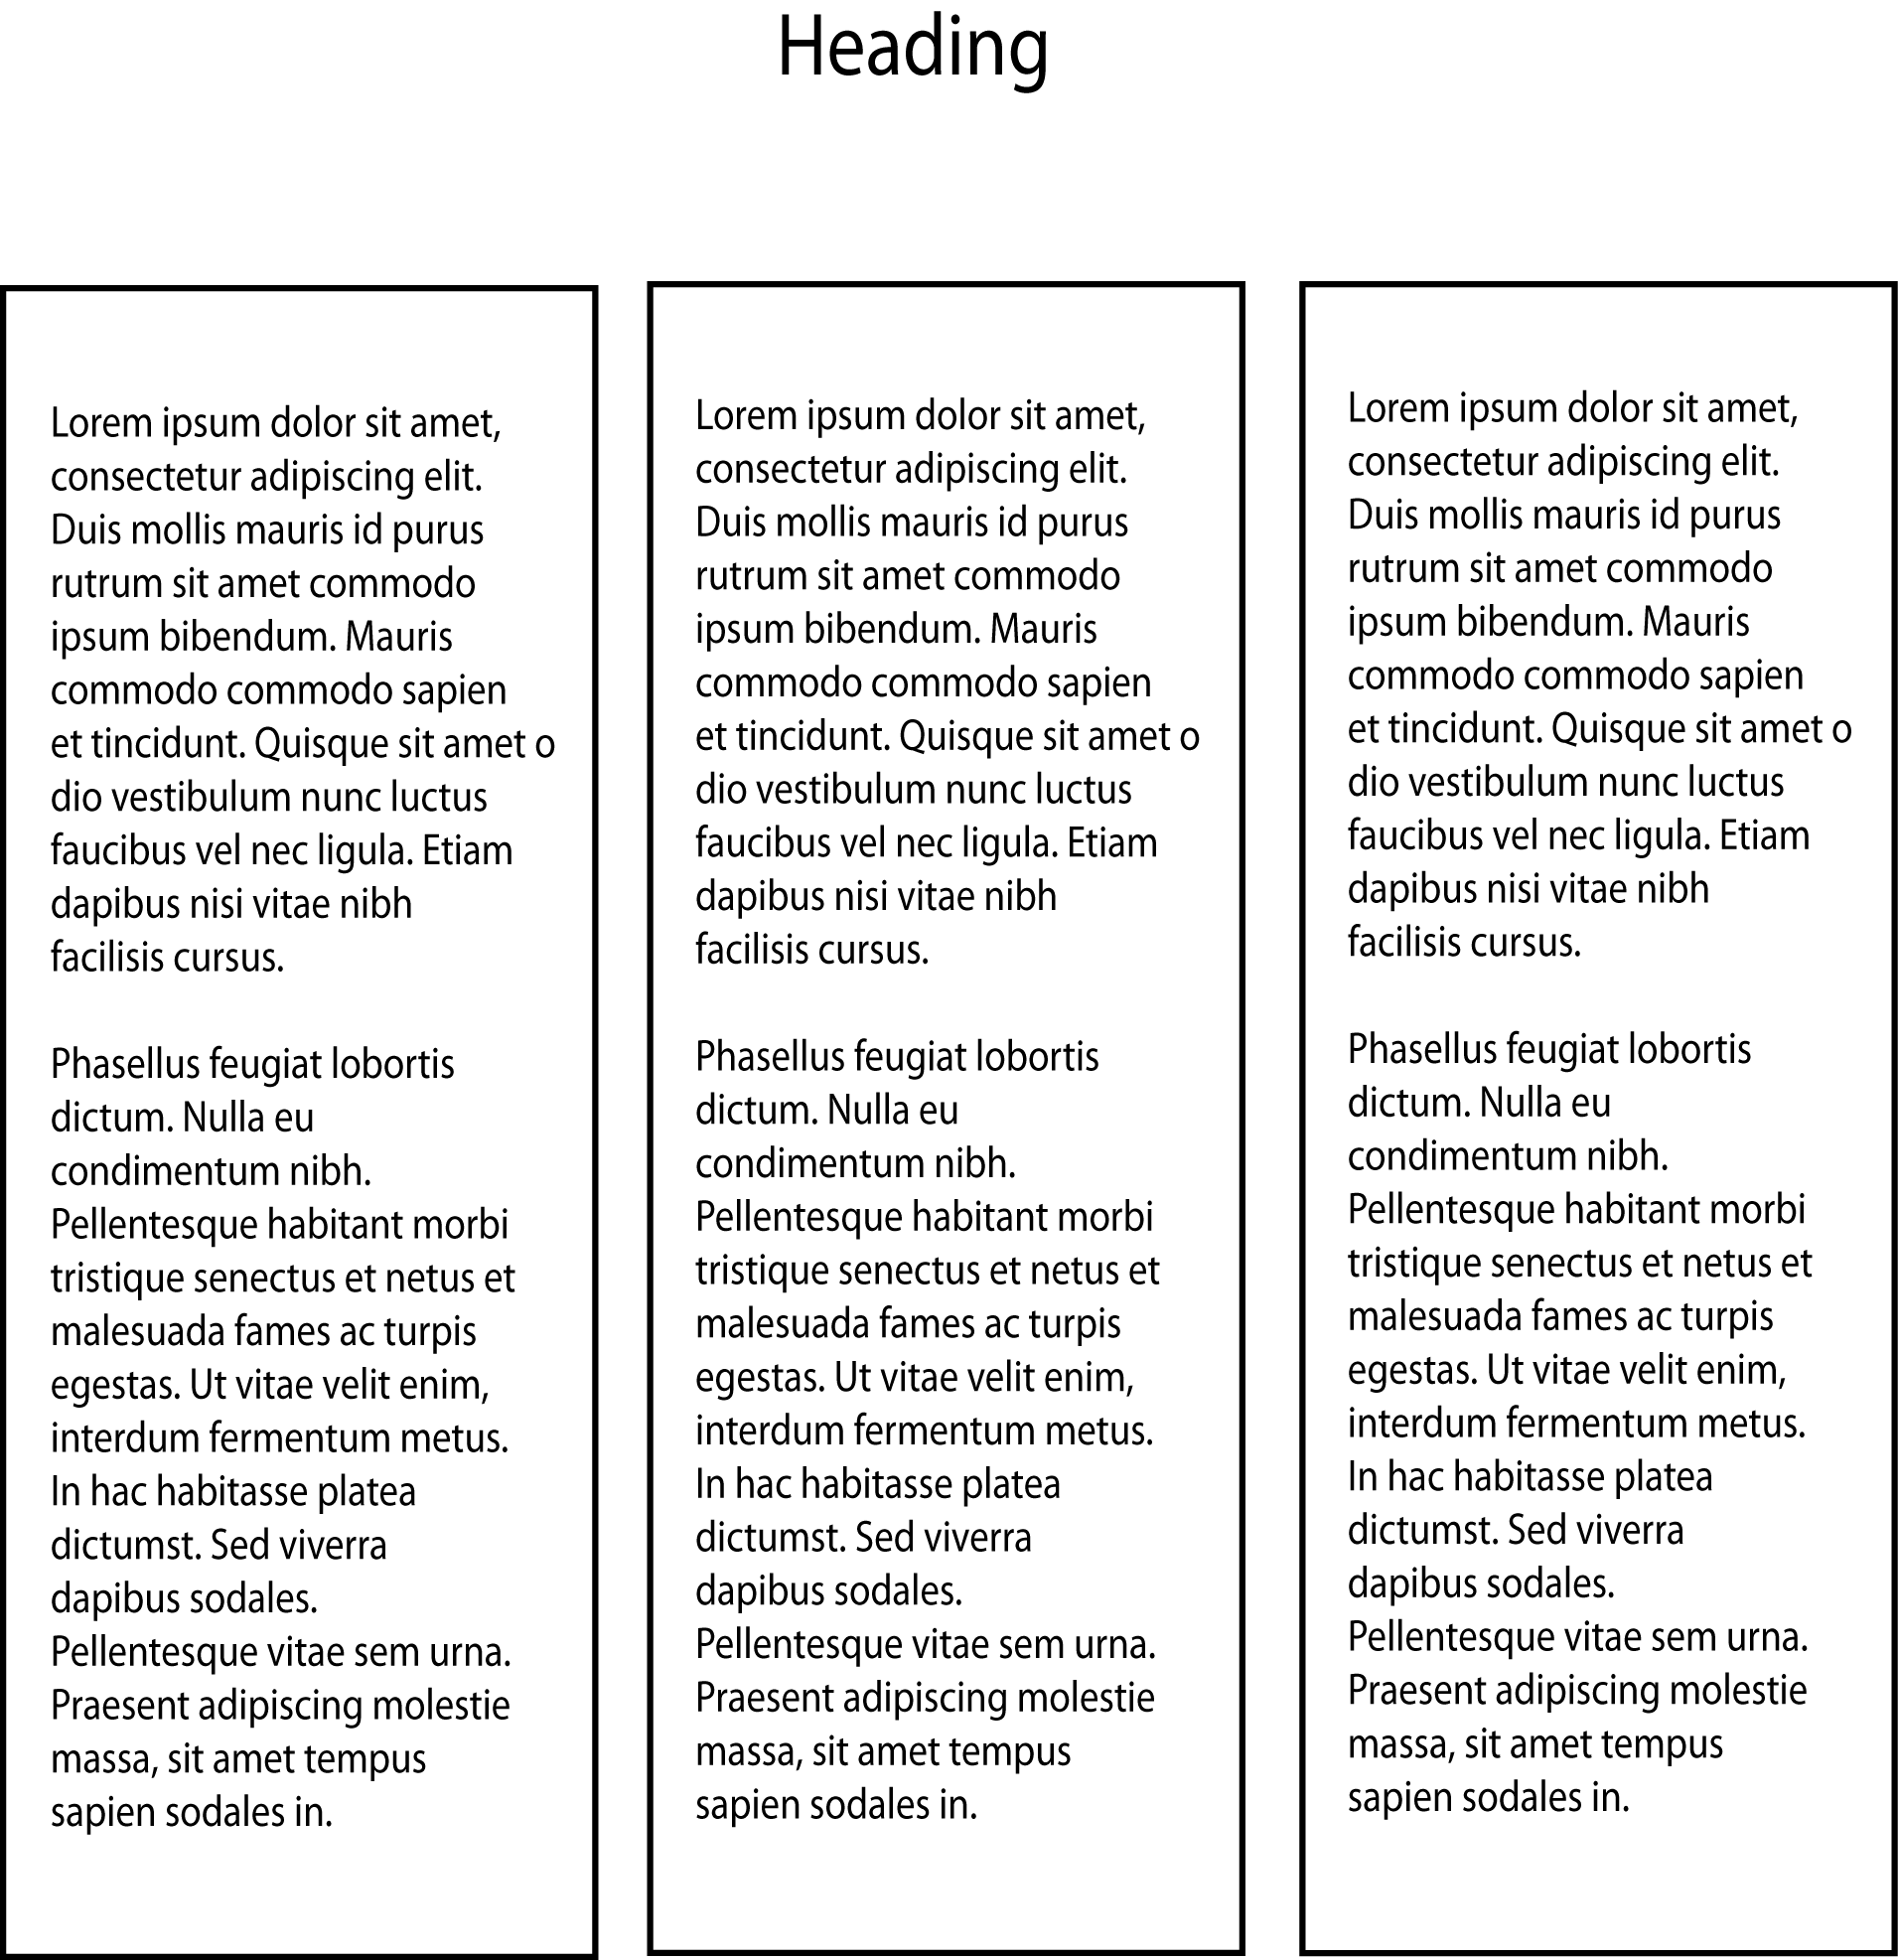 Heading
Lorem ipsum dolor sit amet,
consectetur adipiscing elit.
Duis mollis mauris id purus
rutrum sit amet commodo
ipsum bibendum. Mauris
commodo commodo sapien
et tincidunt. Quisque sit amet o
dio vestibulum nunc luctus
faucibus vel nec ligula. Etiam
dapibus nisi vitae nibh
facilisis cursus.

Phasellus feugiat lobortis
dictum. Nulla eu
condimentum nibh.
Pellentesque habitant morbi
tristique senectus et netus et
malesuada fames ac turpis
egestas. Ut vitae velit enim,
interdum fermentum metus.
In hac habitasse platea
dictumst. Sed viverra
dapibus sodales.
Pellentesque vitae sem urna.
Praesent adipiscing molestie
massa, sit amet tempus
sapien sodales in.

Lorem ipsum dolor sit amet,
consectetur adipiscing elit.
Duis mollis mauris id purus
rutrum sit amet commodo
ipsum bibendum. Mauris
commodo commodo sapien
et tincidunt. Quisque sit amet o
dio vestibulum nunc luctus
faucibus vel nec ligula. Etiam
dapibus nisi vitae nibh
facilisis cursus.

Phasellus feugiat lobortis
dictum. Nulla eu
condimentum nibh.
Pellentesque habitant morbi
tristique senectus et netus et
malesuada fames ac turpis
egestas. Ut vitae velit enim,
interdum fermentum metus.
In hac habitasse platea
dictumst. Sed viverra
dapibus sodales.
Pellentesque vitae sem urna.
Praesent adipiscing molestie
massa, sit amet tempus
sapien sodales in.

Lorem ipsum dolor sit amet,
consectetur adipiscing elit.
Duis mollis mauris id purus
rutrum sit amet commodo
ipsum bibendum. Mauris
commodo commodo sapien
et tincidunt. Quisque sit amet o
dio vestibulum nunc luctus
faucibus vel nec ligula. Etiam
dapibus nisi vitae nibh
facilisis cursus.

Phasellus feugiat lobortis
dictum. Nulla eu
condimentum nibh.
Pellentesque habitant morbi
tristique senectus et netus et
malesuada fames ac turpis
egestas. Ut vitae velit enim,
interdum fermentum metus.
In hac habitasse platea
dictumst. Sed viverra
dapibus sodales.
Pellentesque vitae sem urna.
Praesent adipiscing molestie
massa, sit amet tempus
sapien sodales in.